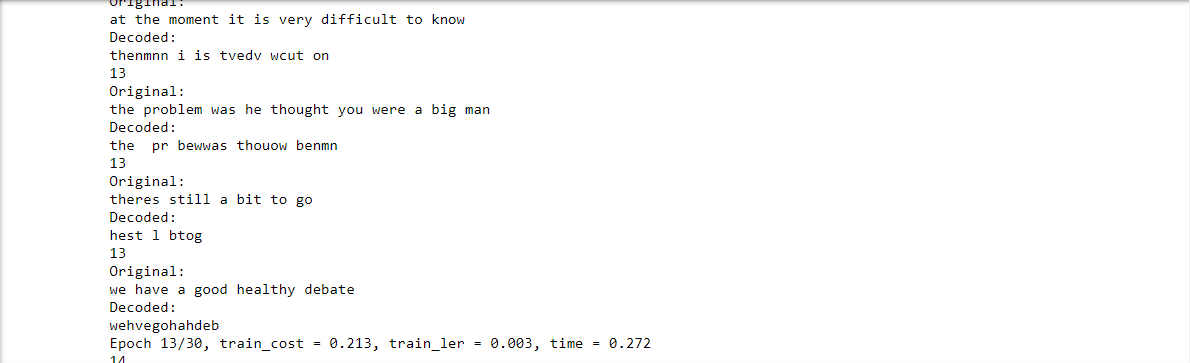 Original:
at the moment it is very difficult to know
Decoded:
thenmnn i is tvedv wcut on
13
Original:
the problem was he thought you were a big man
Decoded:
the  pr bewwas thouow benmn
13
Original:
theres still a bit to go
Decoded:
hest l btog
13
Original:
we have a good healthy debate
Decoded:
wehvegohahdeb
Epoch 13/30, train_cost = 0.213, train_ler = 0.003, time = 0.272
14